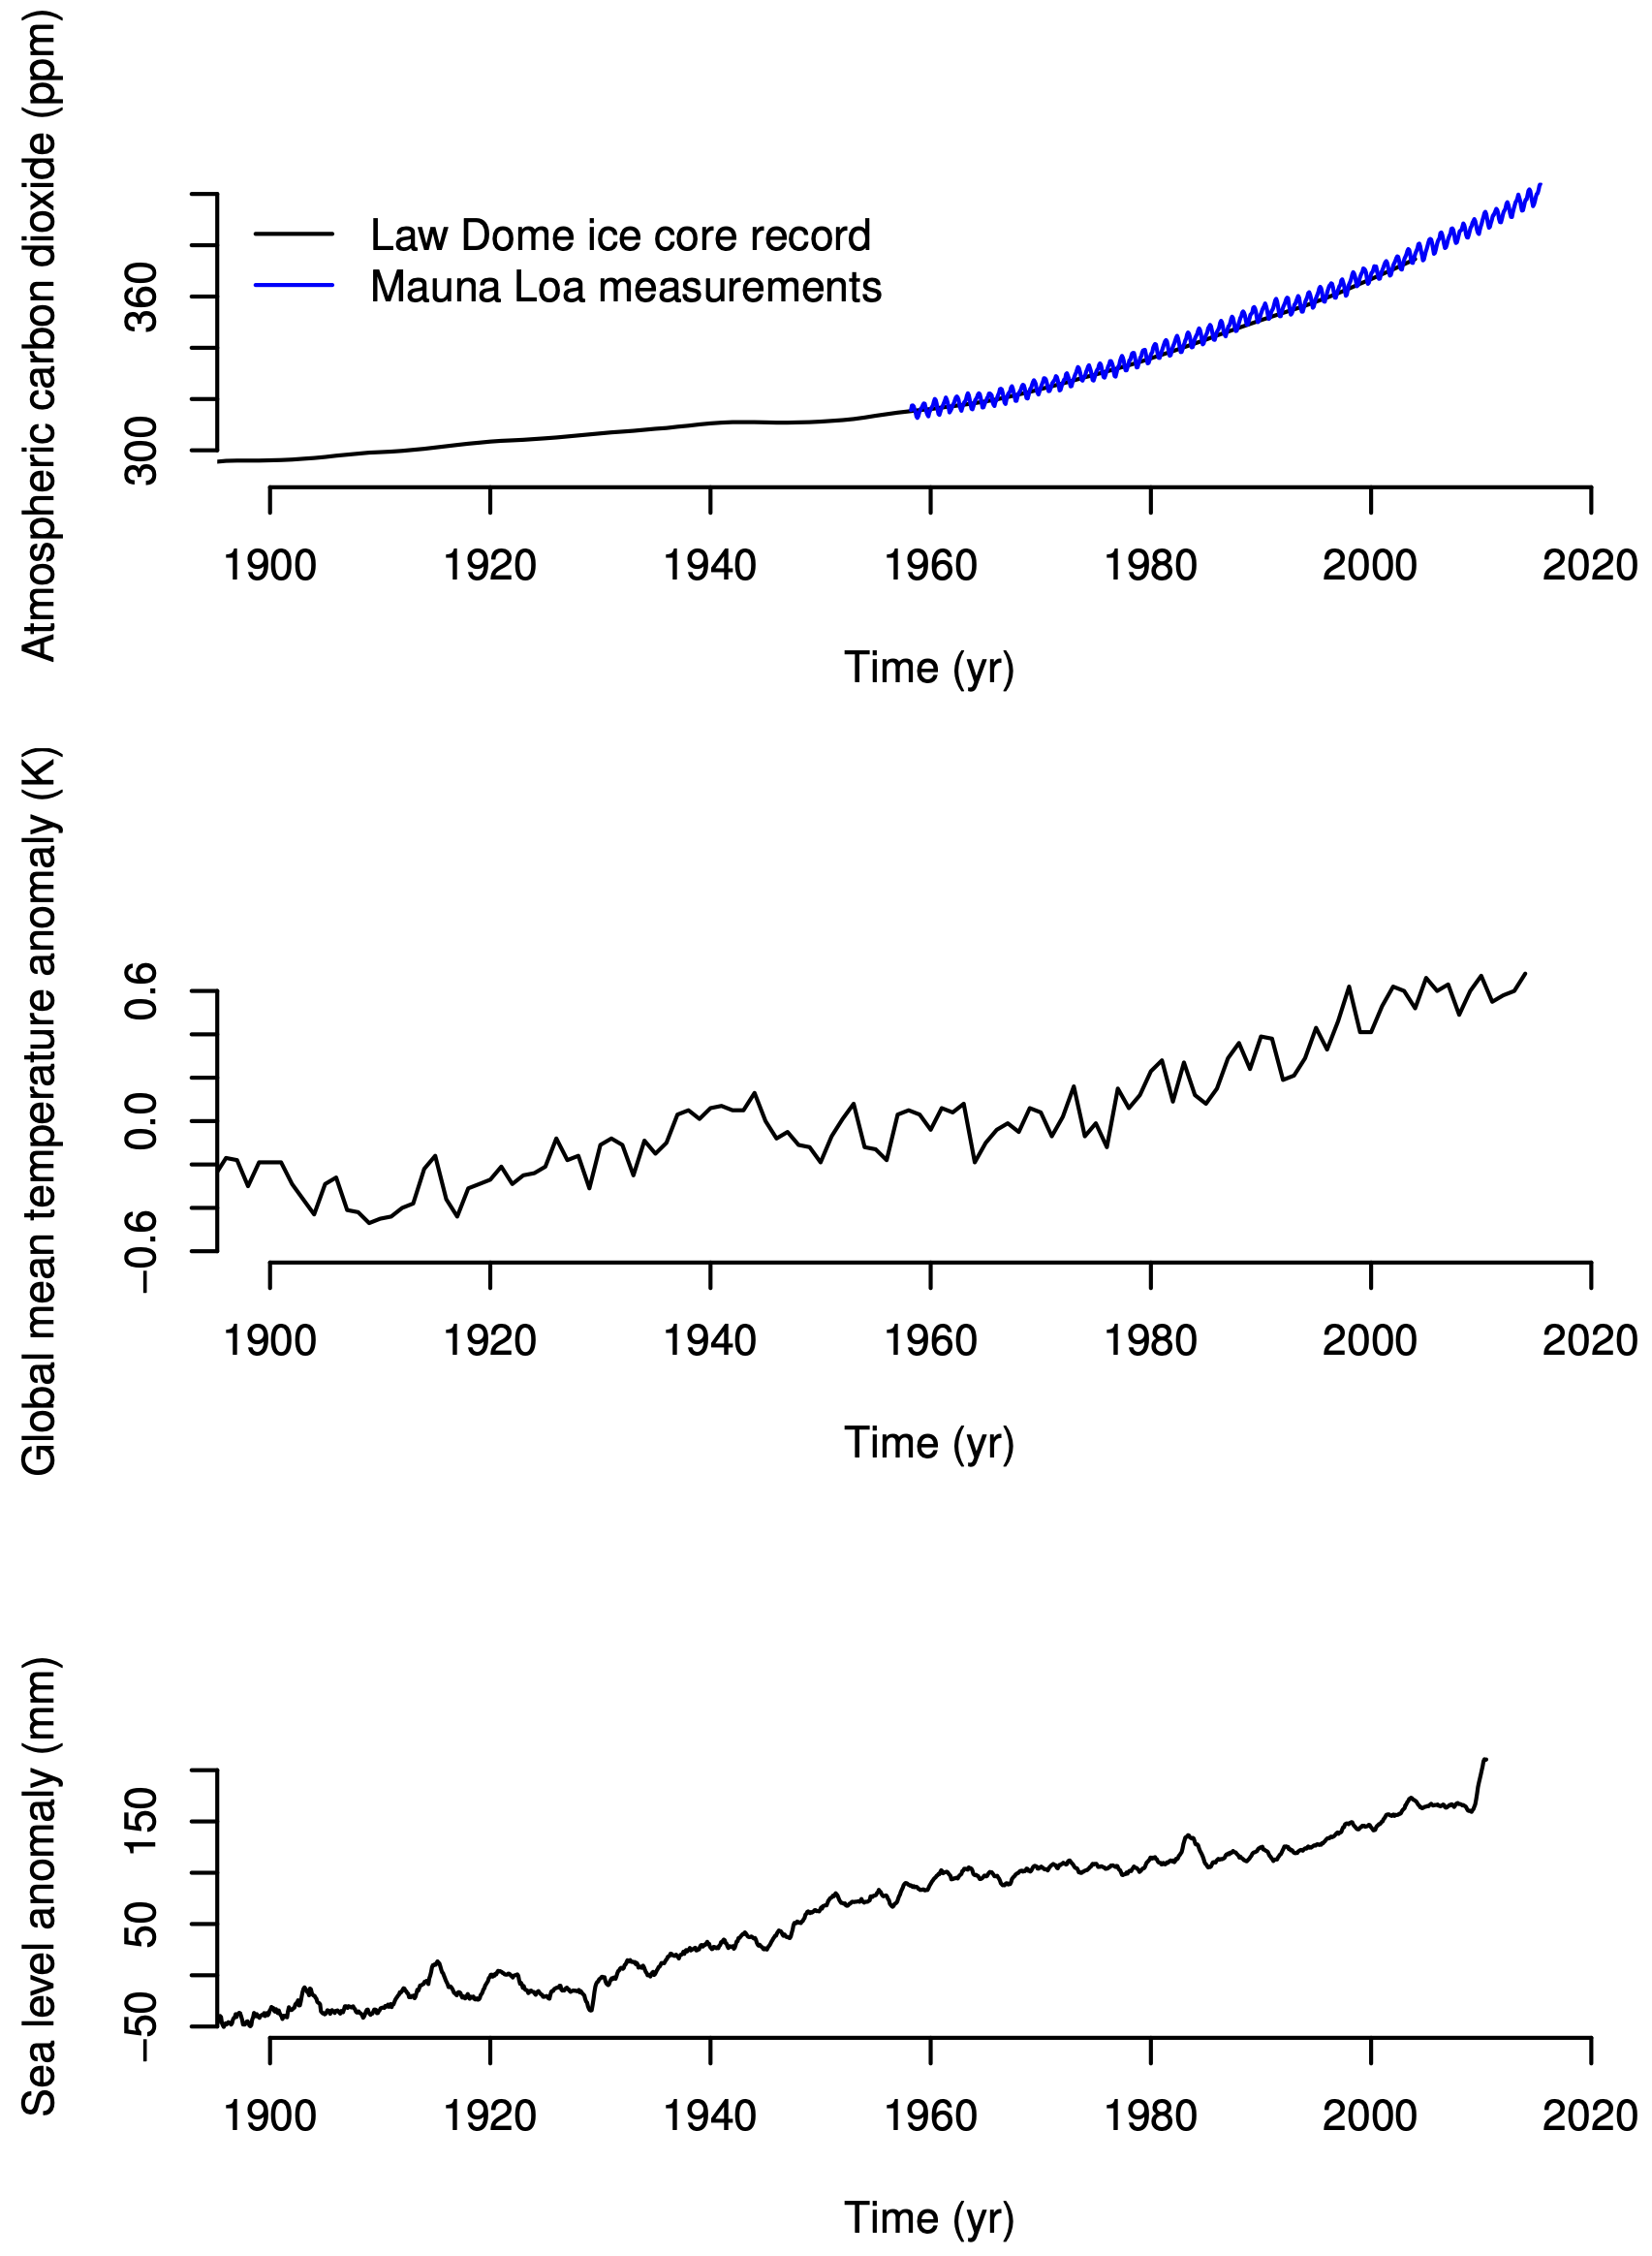 Atmospheric carbon dioxide (ppm)
360
300
Law Dome ice core record
Mauna Loa measurements
1900 1920 1940 1960 1980 2000 2020
Time (yr)
Global mean temperature anomaly (K)
0.6
0.0
−0.6
1900 1920 1940 1960 1980 2000 2020
Time (yr)
Sea level anomaly (mm)
150
50
−50
1900 1920 1940 1960 1980 2000 2020
Time (yr)